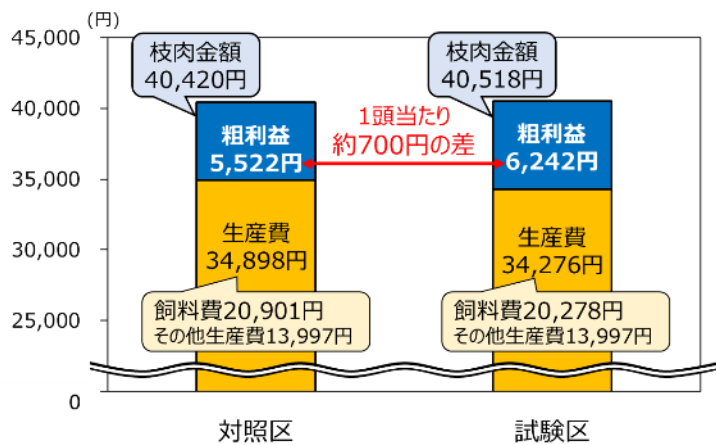 (円)
45,000
40,000
35,000
30,000
25,000
0
枝肉金額
40,420円
粗利益
5,522円
生産費
34,898円
飼料費20,901円
その他生産費13,997円
対照区
1頭当たり
約700円の差
枝肉金額
40,518円
粗利益
6,242円
生産費
34,276円
飼料費20,278円
その他生産費13,997円
試験区